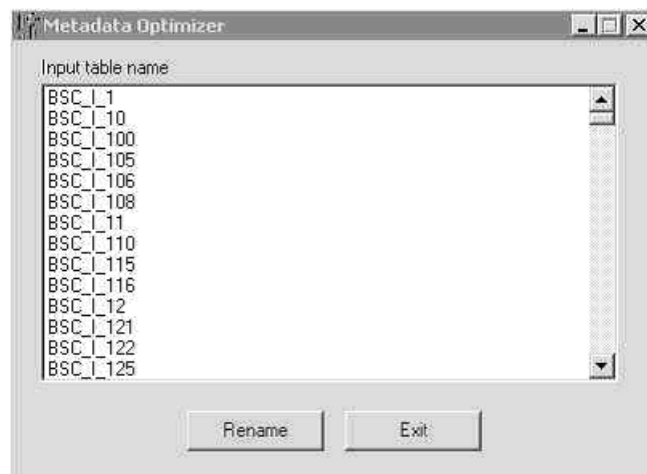 Metadata Optimizer
Input table name
BSC_I_1
BSC_I_10
BSC_I_100
BSC_I_105
BSC_I_106
BSC_I_108
BSC_I_11
BSC_I_110
BSC_I_115
BSC_I_116
BSC_I_12
BSC_I_121
BSC_I_122
BSC_I_125
Rename Exit